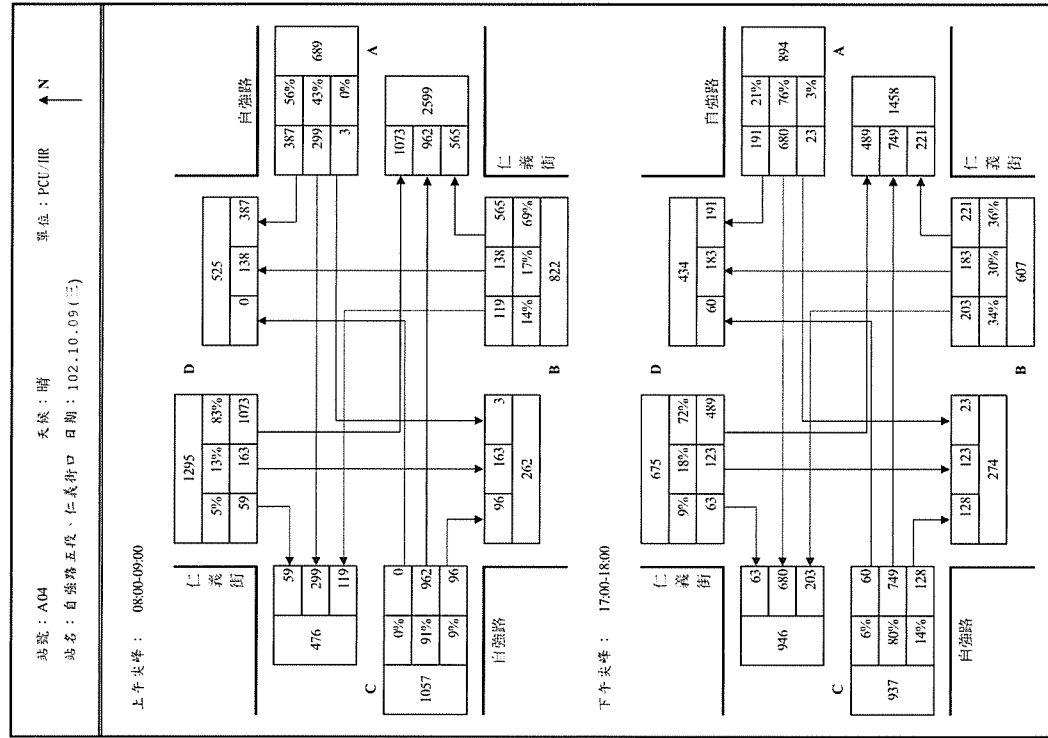 站號：A04 天候：晴 單位：PCU/HR N
站名：自強路五段、仁義街口 日期：102.10.09(三)
上午尖峰： 08:00-09:00
仁義街
1295
5% 13% 83%
59 163 1073
D
525
0 138 387
自強路
387 56%
299 43% 689
3 0%
A
59
476 299
119
1073
962 2599
565
C
0% 0
1057 91% 962
9% 96
自強路
96 163 3
262
B
119 138 565
14% 17% 69%
822
仁義街
下午尖峰： 17:00-18:00
仁義街
675
9% 18% 72%
63 123 489
D
434
60 183 191
自強路
191 21%
680 76% 894
23 3%
A
63
946 680
203
489
749 1458
221
C
6% 60
937 80% 749
14% 128
自強路
128 123 23
274
B
203 183 221
34% 30% 36%
607
仁義街